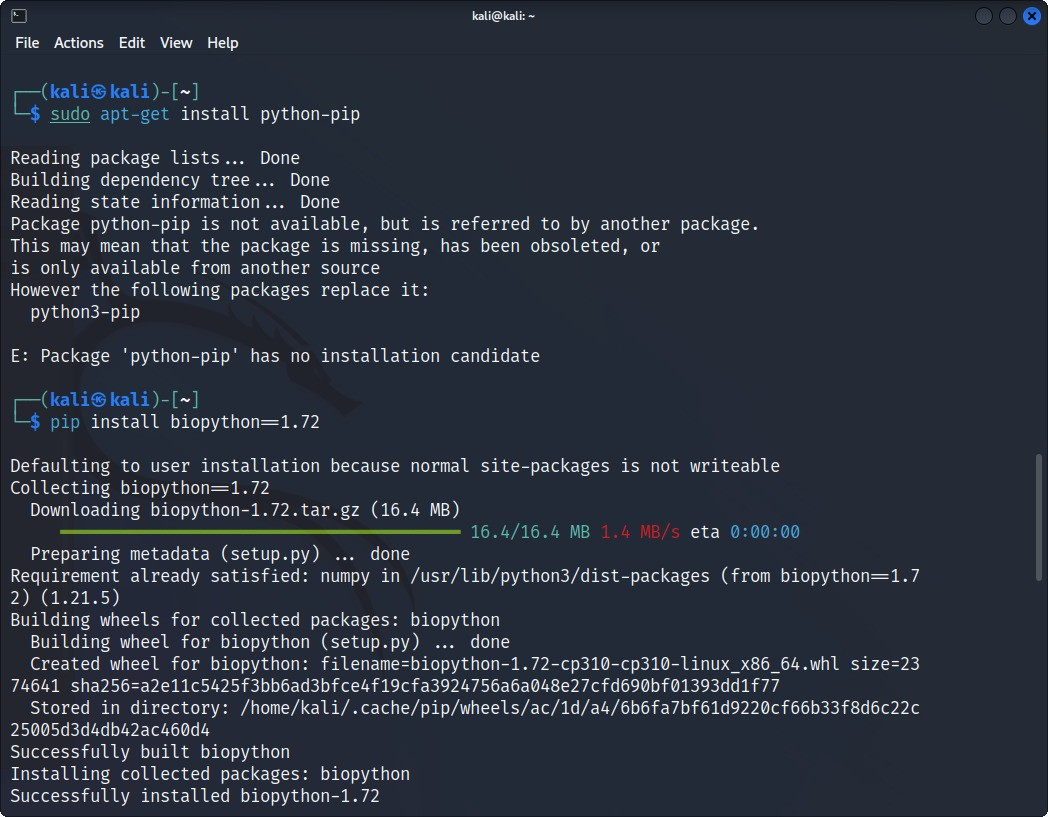 kali@kali: ~
File Actions Edit View Help
┌──(kali㉿kali)-[~]
└─$ sudo apt-get install python-pip
Reading package lists... Done
Building dependency tree... Done
Reading state information... Done
Package python-pip is not available, but is referred to by another package.
This may mean that the package is missing, has been obsoleted, or
is only available from another source
However the following packages replace it:
  python3-pip
E: Package 'python-pip' has no installation candidate
┌──(kali㉿kali)-[~]
└─$ pip install biopython==1.72
Defaulting to user installation because normal site-packages is not writeable
Collecting biopython==1.72
  Downloading biopython-1.72.tar.gz (16.4 MB)
16.4/16.4 MB 1.4 MB/s eta 0:00:00
  Preparing metadata (setup.py) ... done
Requirement already satisfied: numpy in /usr/lib/python3/dist-packages (from biopython==1.7
2) (1.21.5)
Building wheels for collected packages: biopython
  Building wheel for biopython (setup.py) ... done
  Created wheel for biopython: filename=biopython-1.72-cp310-cp310-linux_x86_64.whl size=23
74641 sha256=a2e11c5425f3bb6ad3bfce4f19cfa3924756a6a048e27cfd690bf01393dd1f77
  Stored in directory: /home/kali/.cache/pip/wheels/ac/1d/a4/6b6fa7bf61d9220cf66b33f8d6c22c
25005d3d4db42ac460d4
Successfully built biopython
Installing collected packages: biopython
Successfully installed biopython-1.72